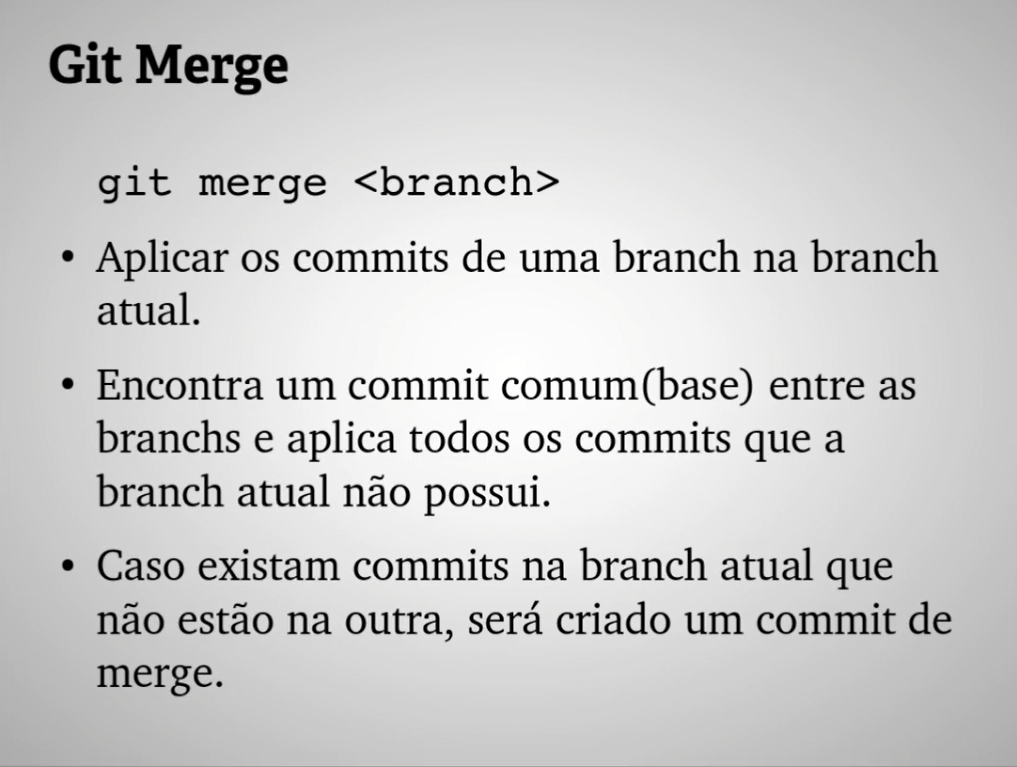 Git Merge
git merge <branch>
• Aplicar os commits de uma branch na branch
atual.
• Encontra um commit comum(base) entre as
branchs e aplica todos os commits que a
branch atual não possui.
• Caso existam commits na branch atual que
não estão na outra, será criado um commit de
merge.